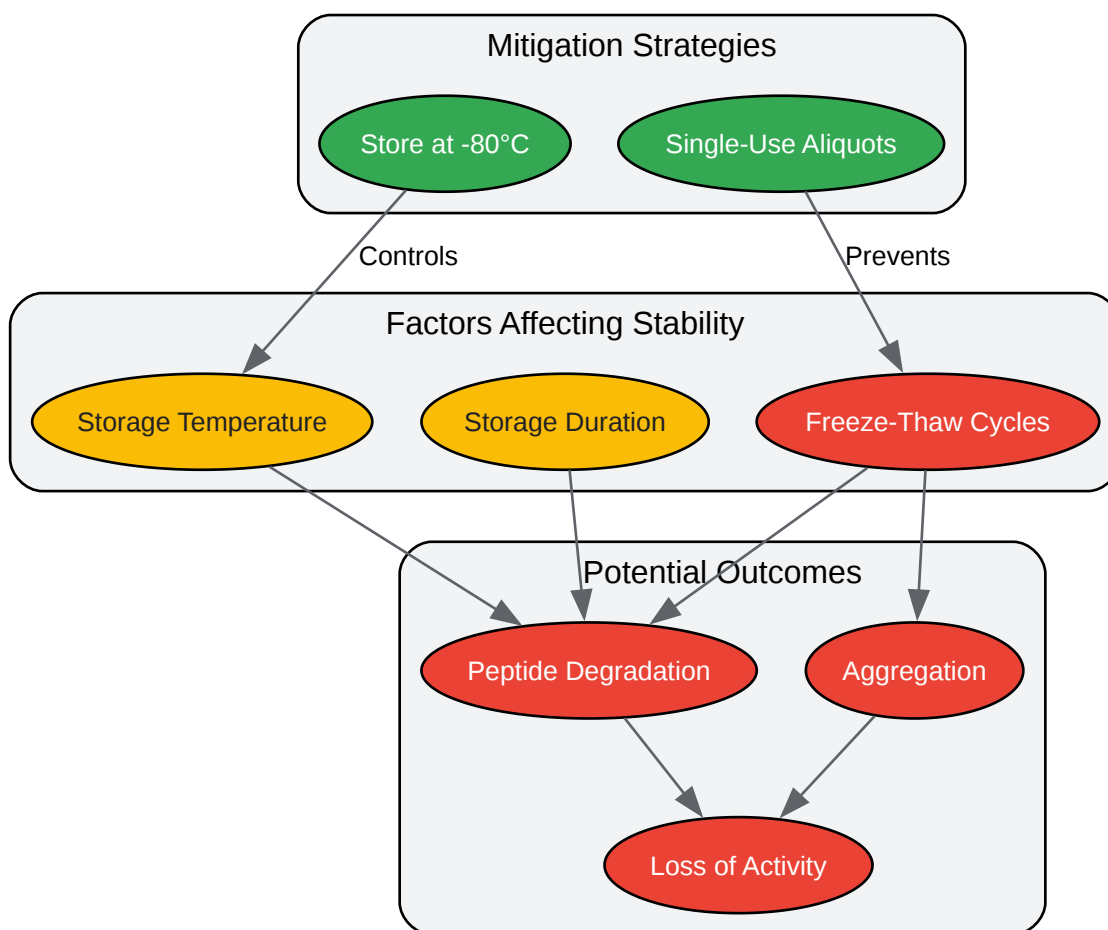 Mitigation Strategies
Store at -80°C
Single-Use Aliquots
Controls
Prevents
Factors Affecting Stability
Storage Temperature
Storage Duration
Freeze-Thaw Cycles
Potential Outcomes
Peptide Degradation
Aggregation
Loss of Activity